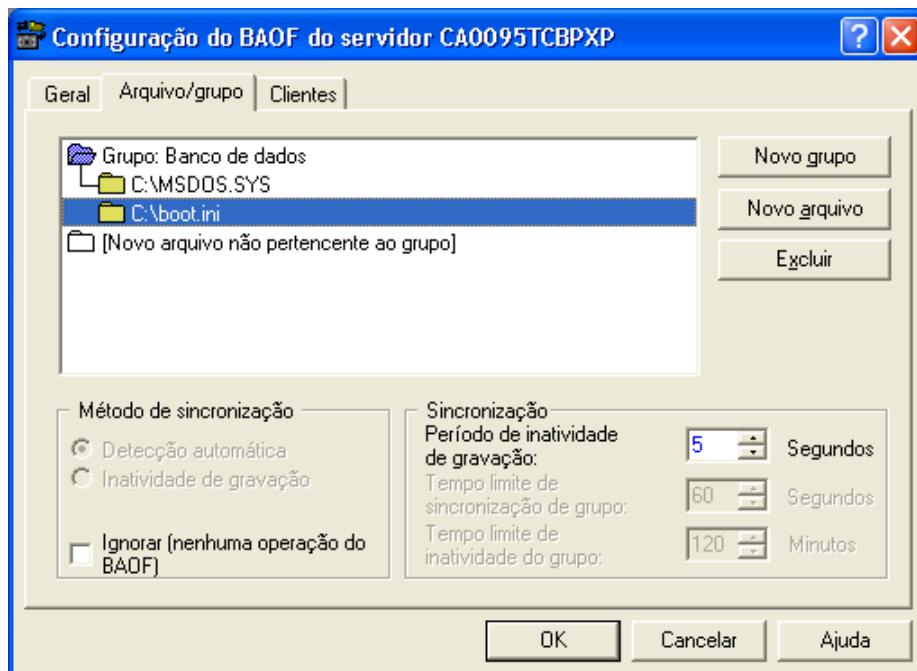 Configuração do BAOF do servidor CA0095TCBPXP
Geral
Arquivo/grupo
Clientes
Grupo: Banco de dados
C:\MSDOS.SYS
C:\boot.ini
[Novo arquivo não pertencente ao grupo]
Novo grupo
Novo arquivo
Excluir
Método de sincronização
Detecção automática
Inatividade de gravação
Ignorar (nenhuma operação do
BAOF)
Sincronização
Período de inatividade
de gravação:
5
Segundos
Tempo limite de
sincronização de grupo:
60
Segundos
Tempo limite de
inatividade do grupo:
120
Minutos
OK
Cancelar
Ajuda